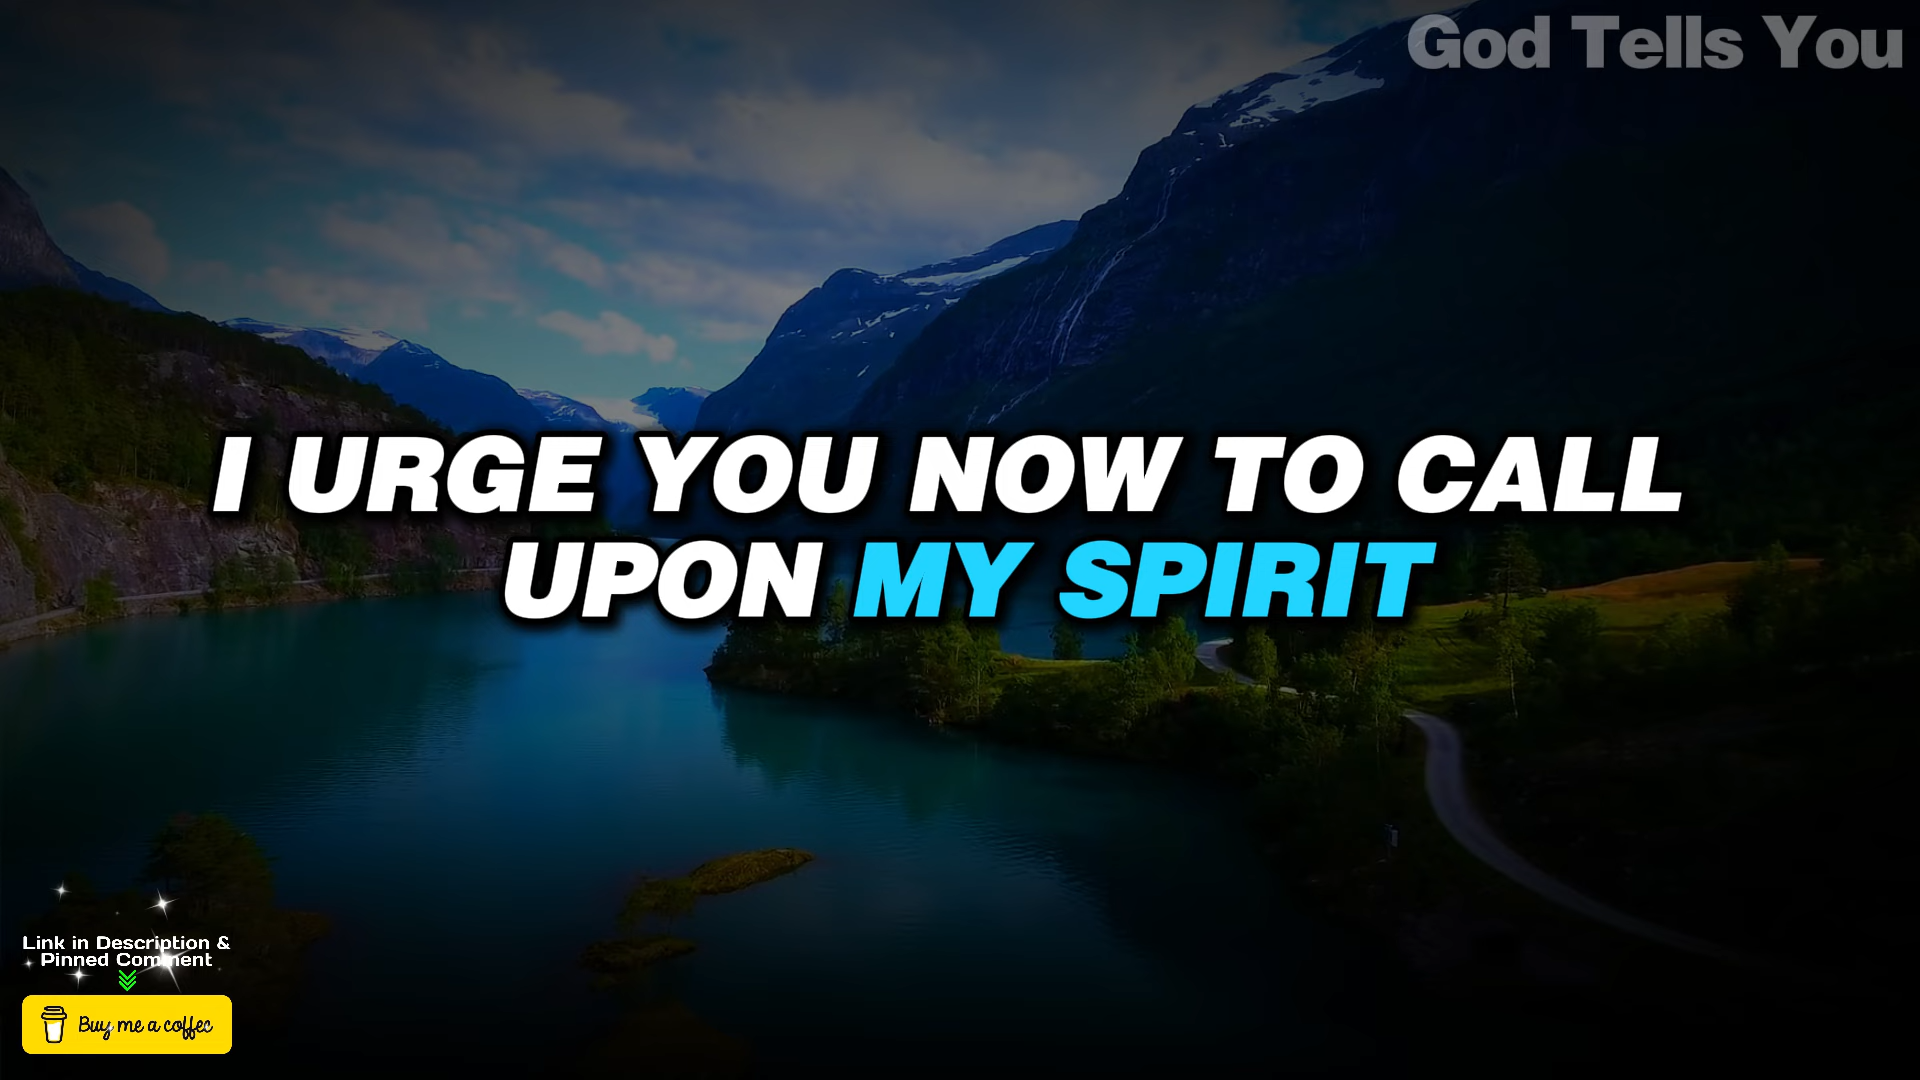 God Tells You
I URGE YOU NOW TO CALL
UPON MY SPIRIT
Link in Description &
Pinned Comment
Buy me a coffee